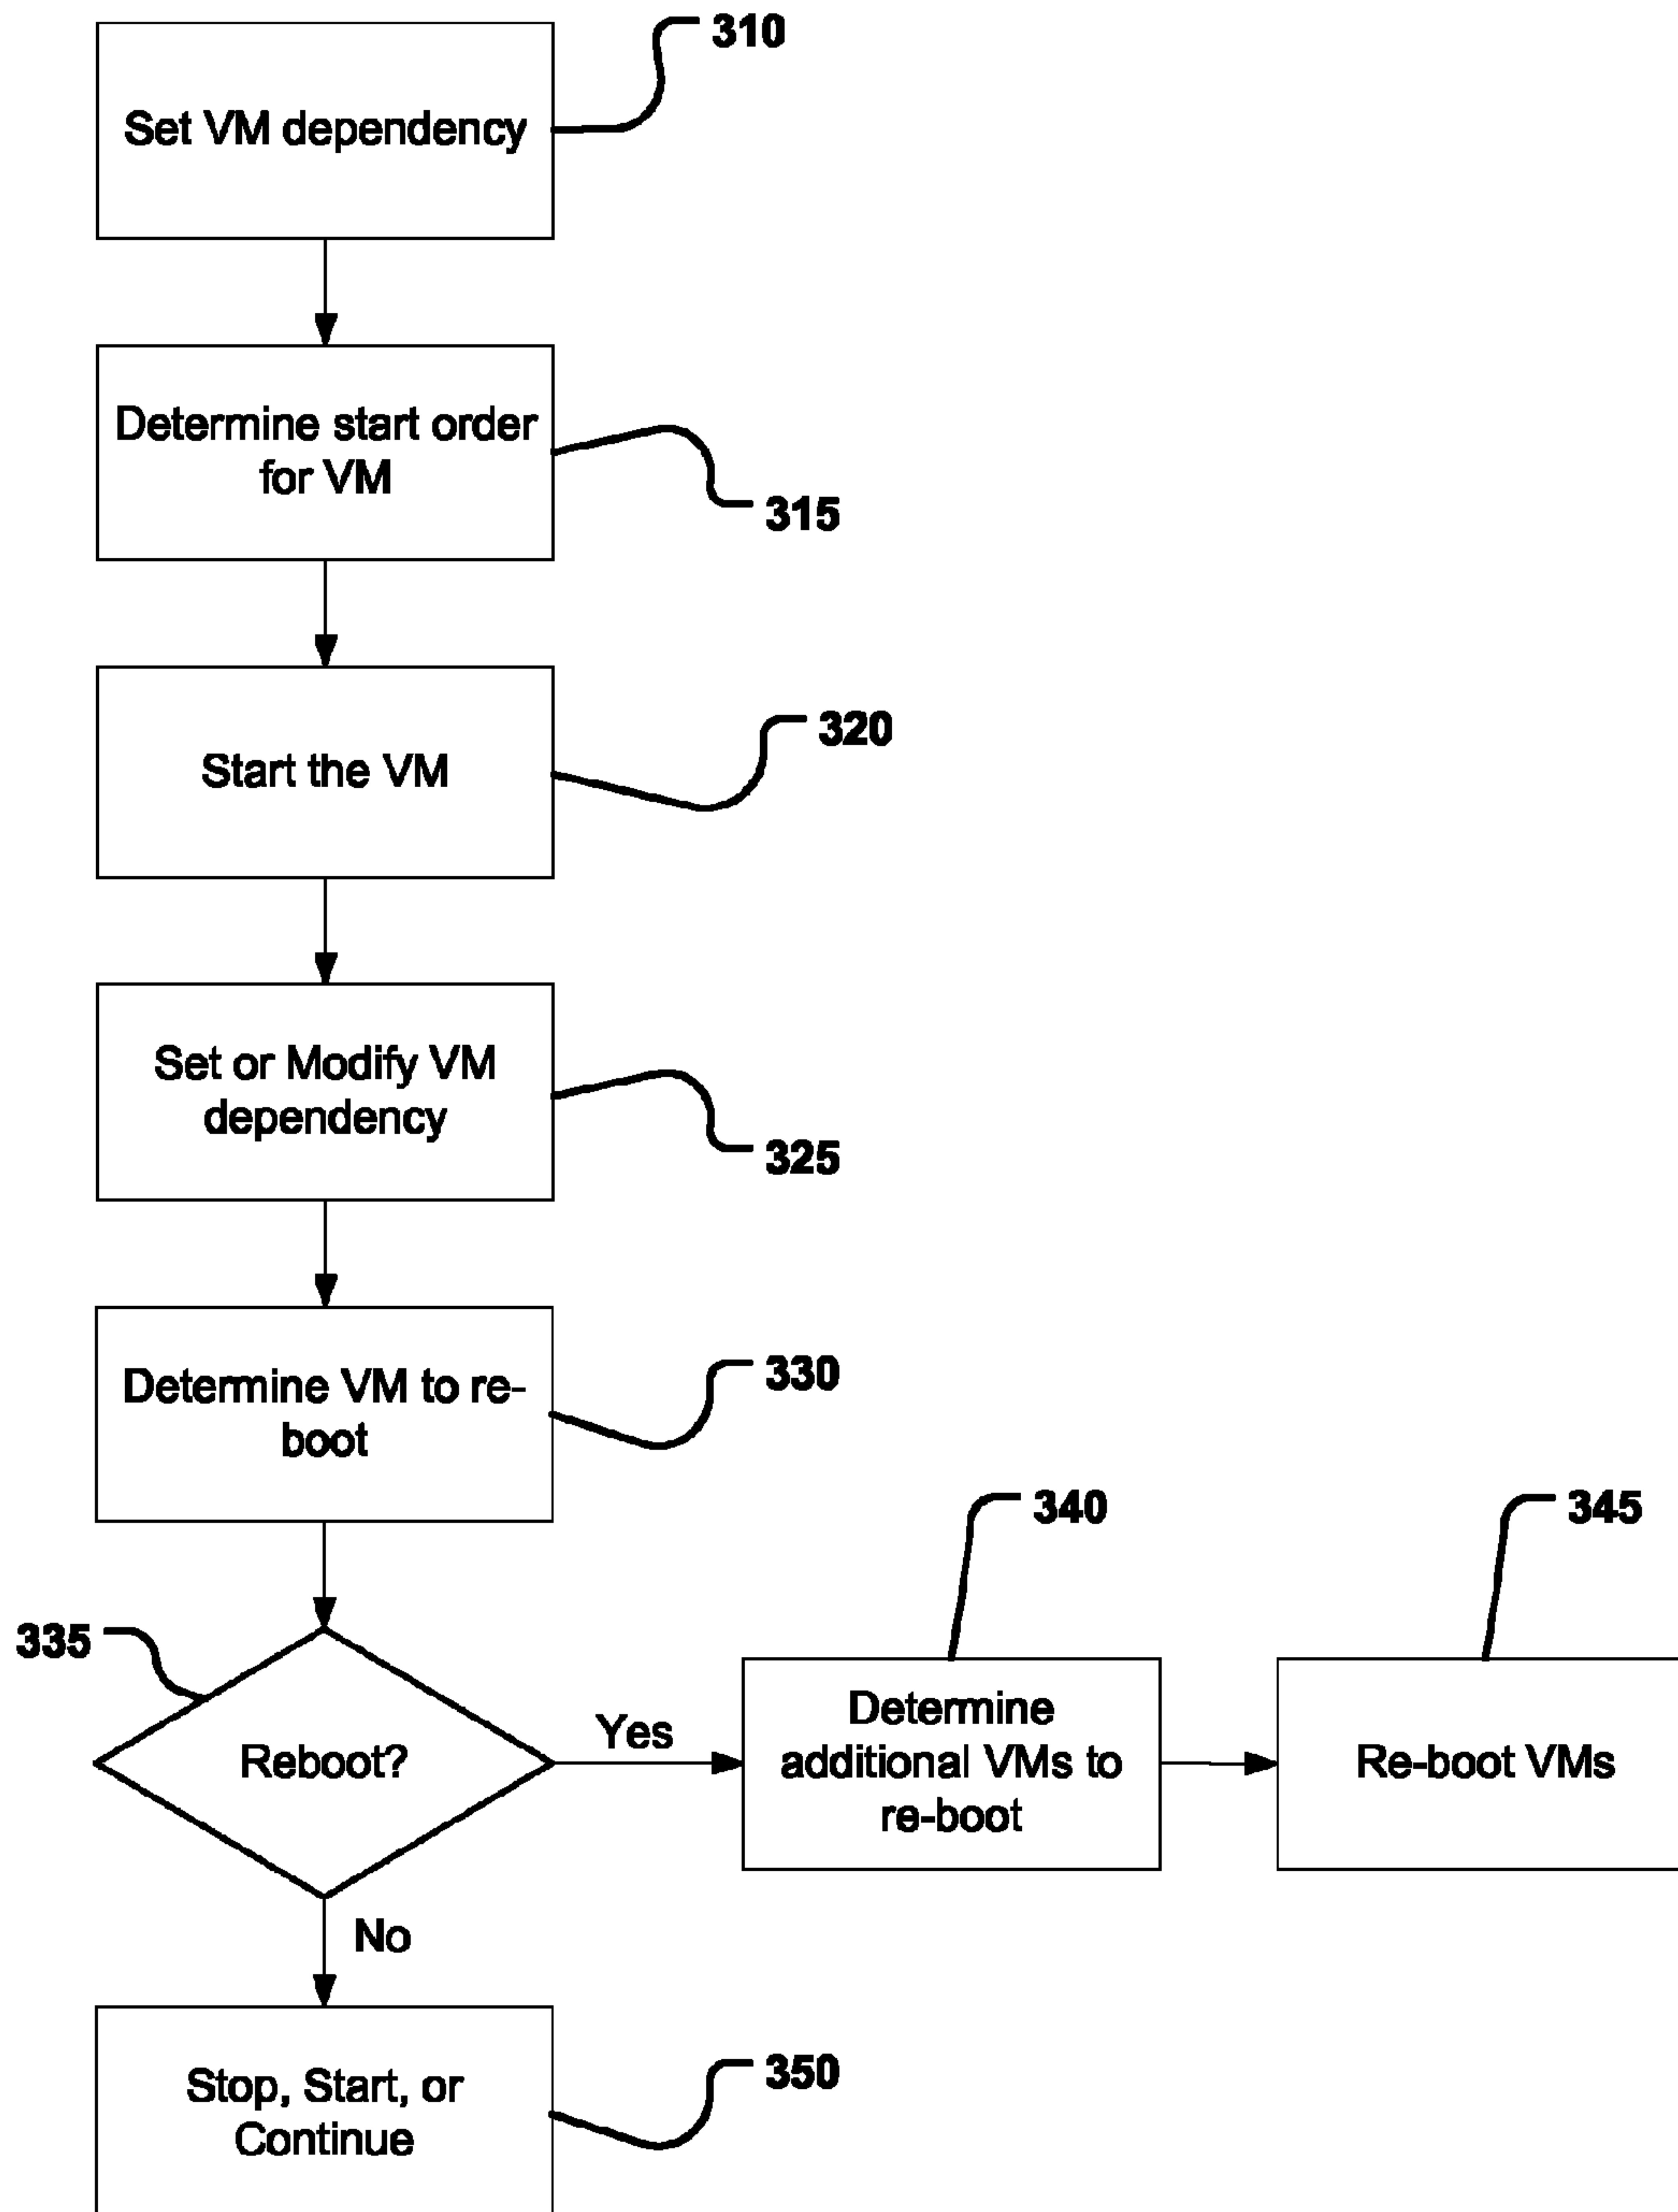 310
Set VM dependency
Determine start order
for VM
315
320
Start the VM
Set or Modify VM
dependency
325
Determine VM to re-
boot
330
340
345
335
Reboot?
Yes
Determine
additional VMs to
re-boot
Re-boot VMs
No
Stop, Start, or
Continue
350